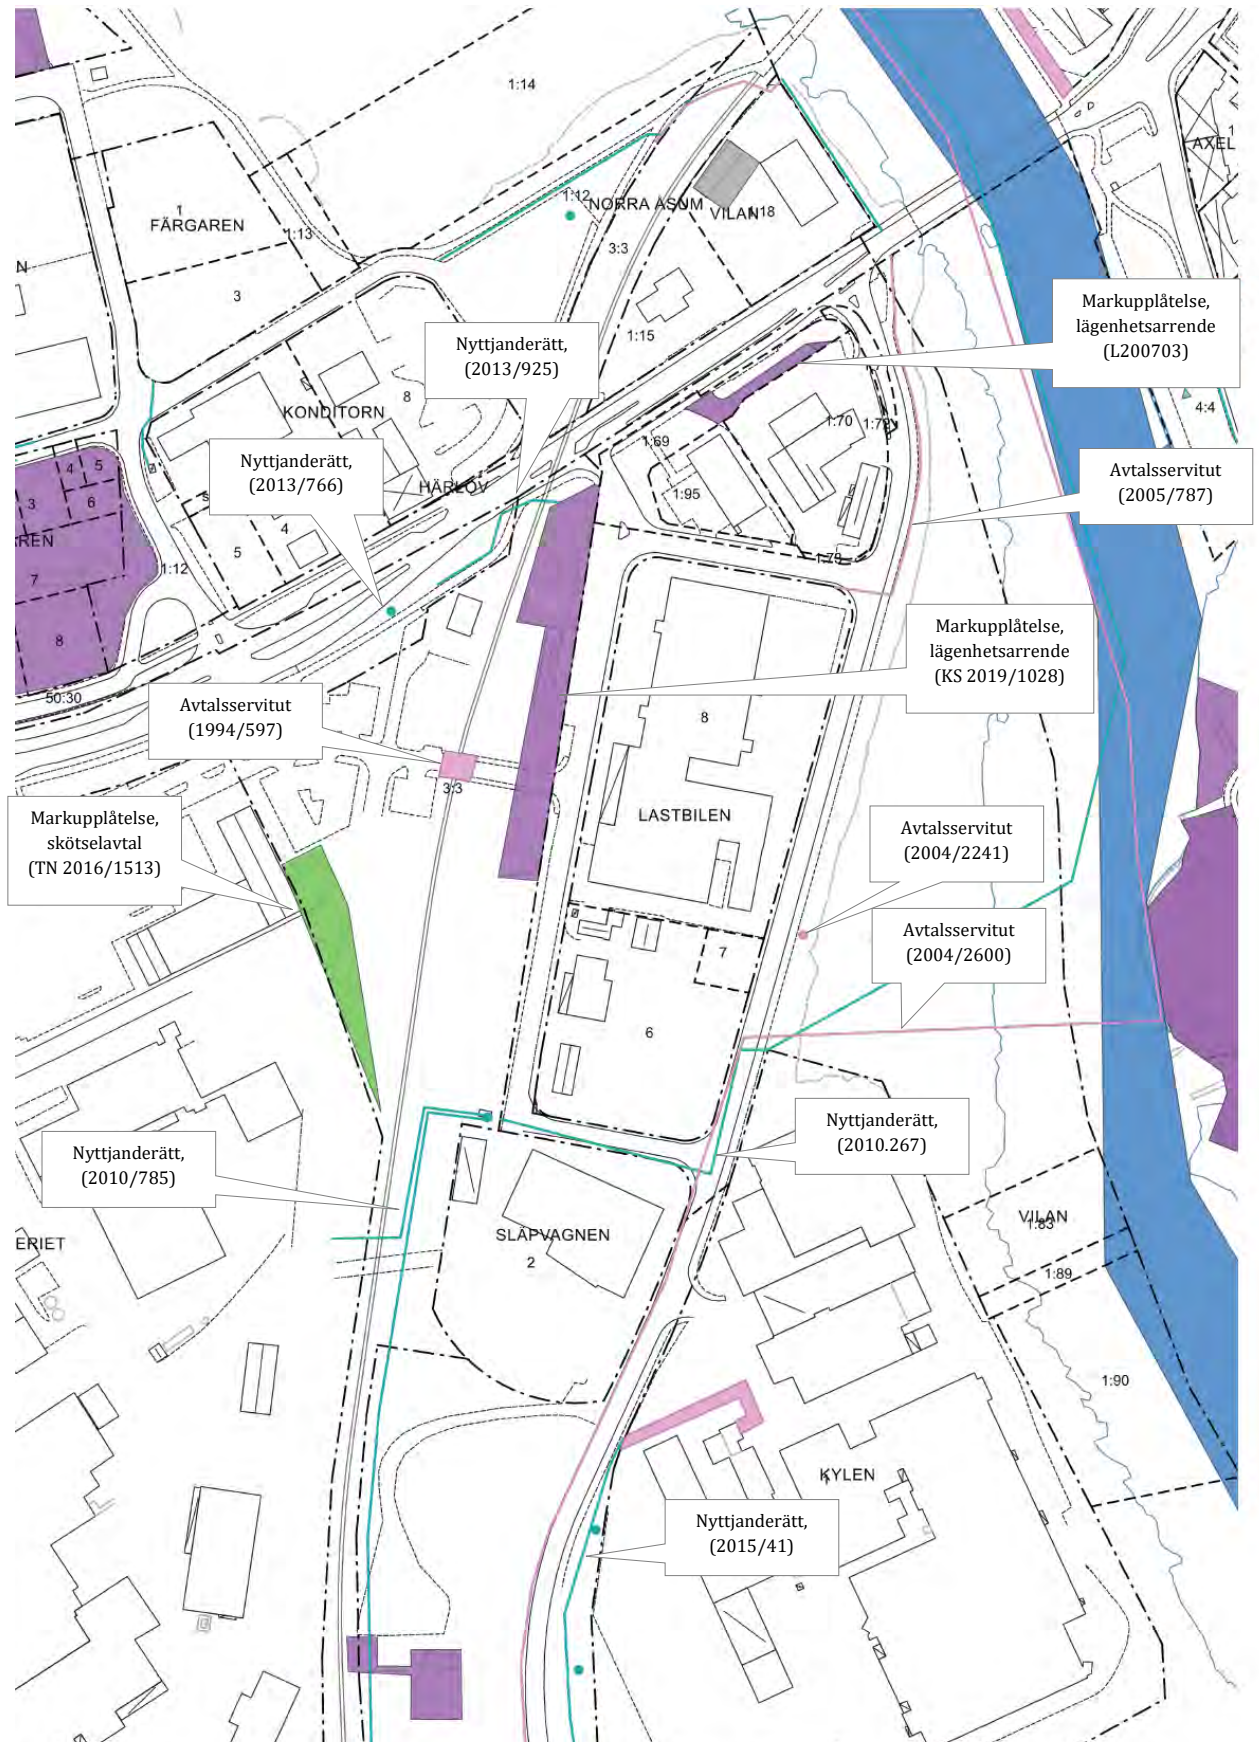 1:14
AXEL
1
1
FÄRGAREN
1:13
3
1:12
NORRA ÅSUM
VILAN
1:18
3:3
N
Markupplåtelse,
lägenhetsarrende
(L200703)
1:15
Nyttjanderätt,
(2013/925)
8
KONDITORN
4:4
1:70
1:69
Nyttjanderätt,
(2013/766)
HÄRLÖV
Avtalsservitut
(2005/787)
4
5
3
6
1:95
4
5
7
1:12
8
50:30
Markupplåtelse,
lägenhetsarrende
(KS 2019/1028)
Avtalsservitut
(1994/597)
8
3:3
Markupplåtelse,
skötselavtal
(TN 2016/1513)
LASTBILEN
Avtalsservitut
(2004/2241)
Avtalsservitut
(2004/2600)
7
6
Nyttjanderätt,
(2010.267)
Nyttjanderätt,
(2010/785)
ERIET
SLÄPVAGNEN
2
VILAN
1:83
1:89
1:90
KYLEN
Nyttjanderätt,
(2015/41)